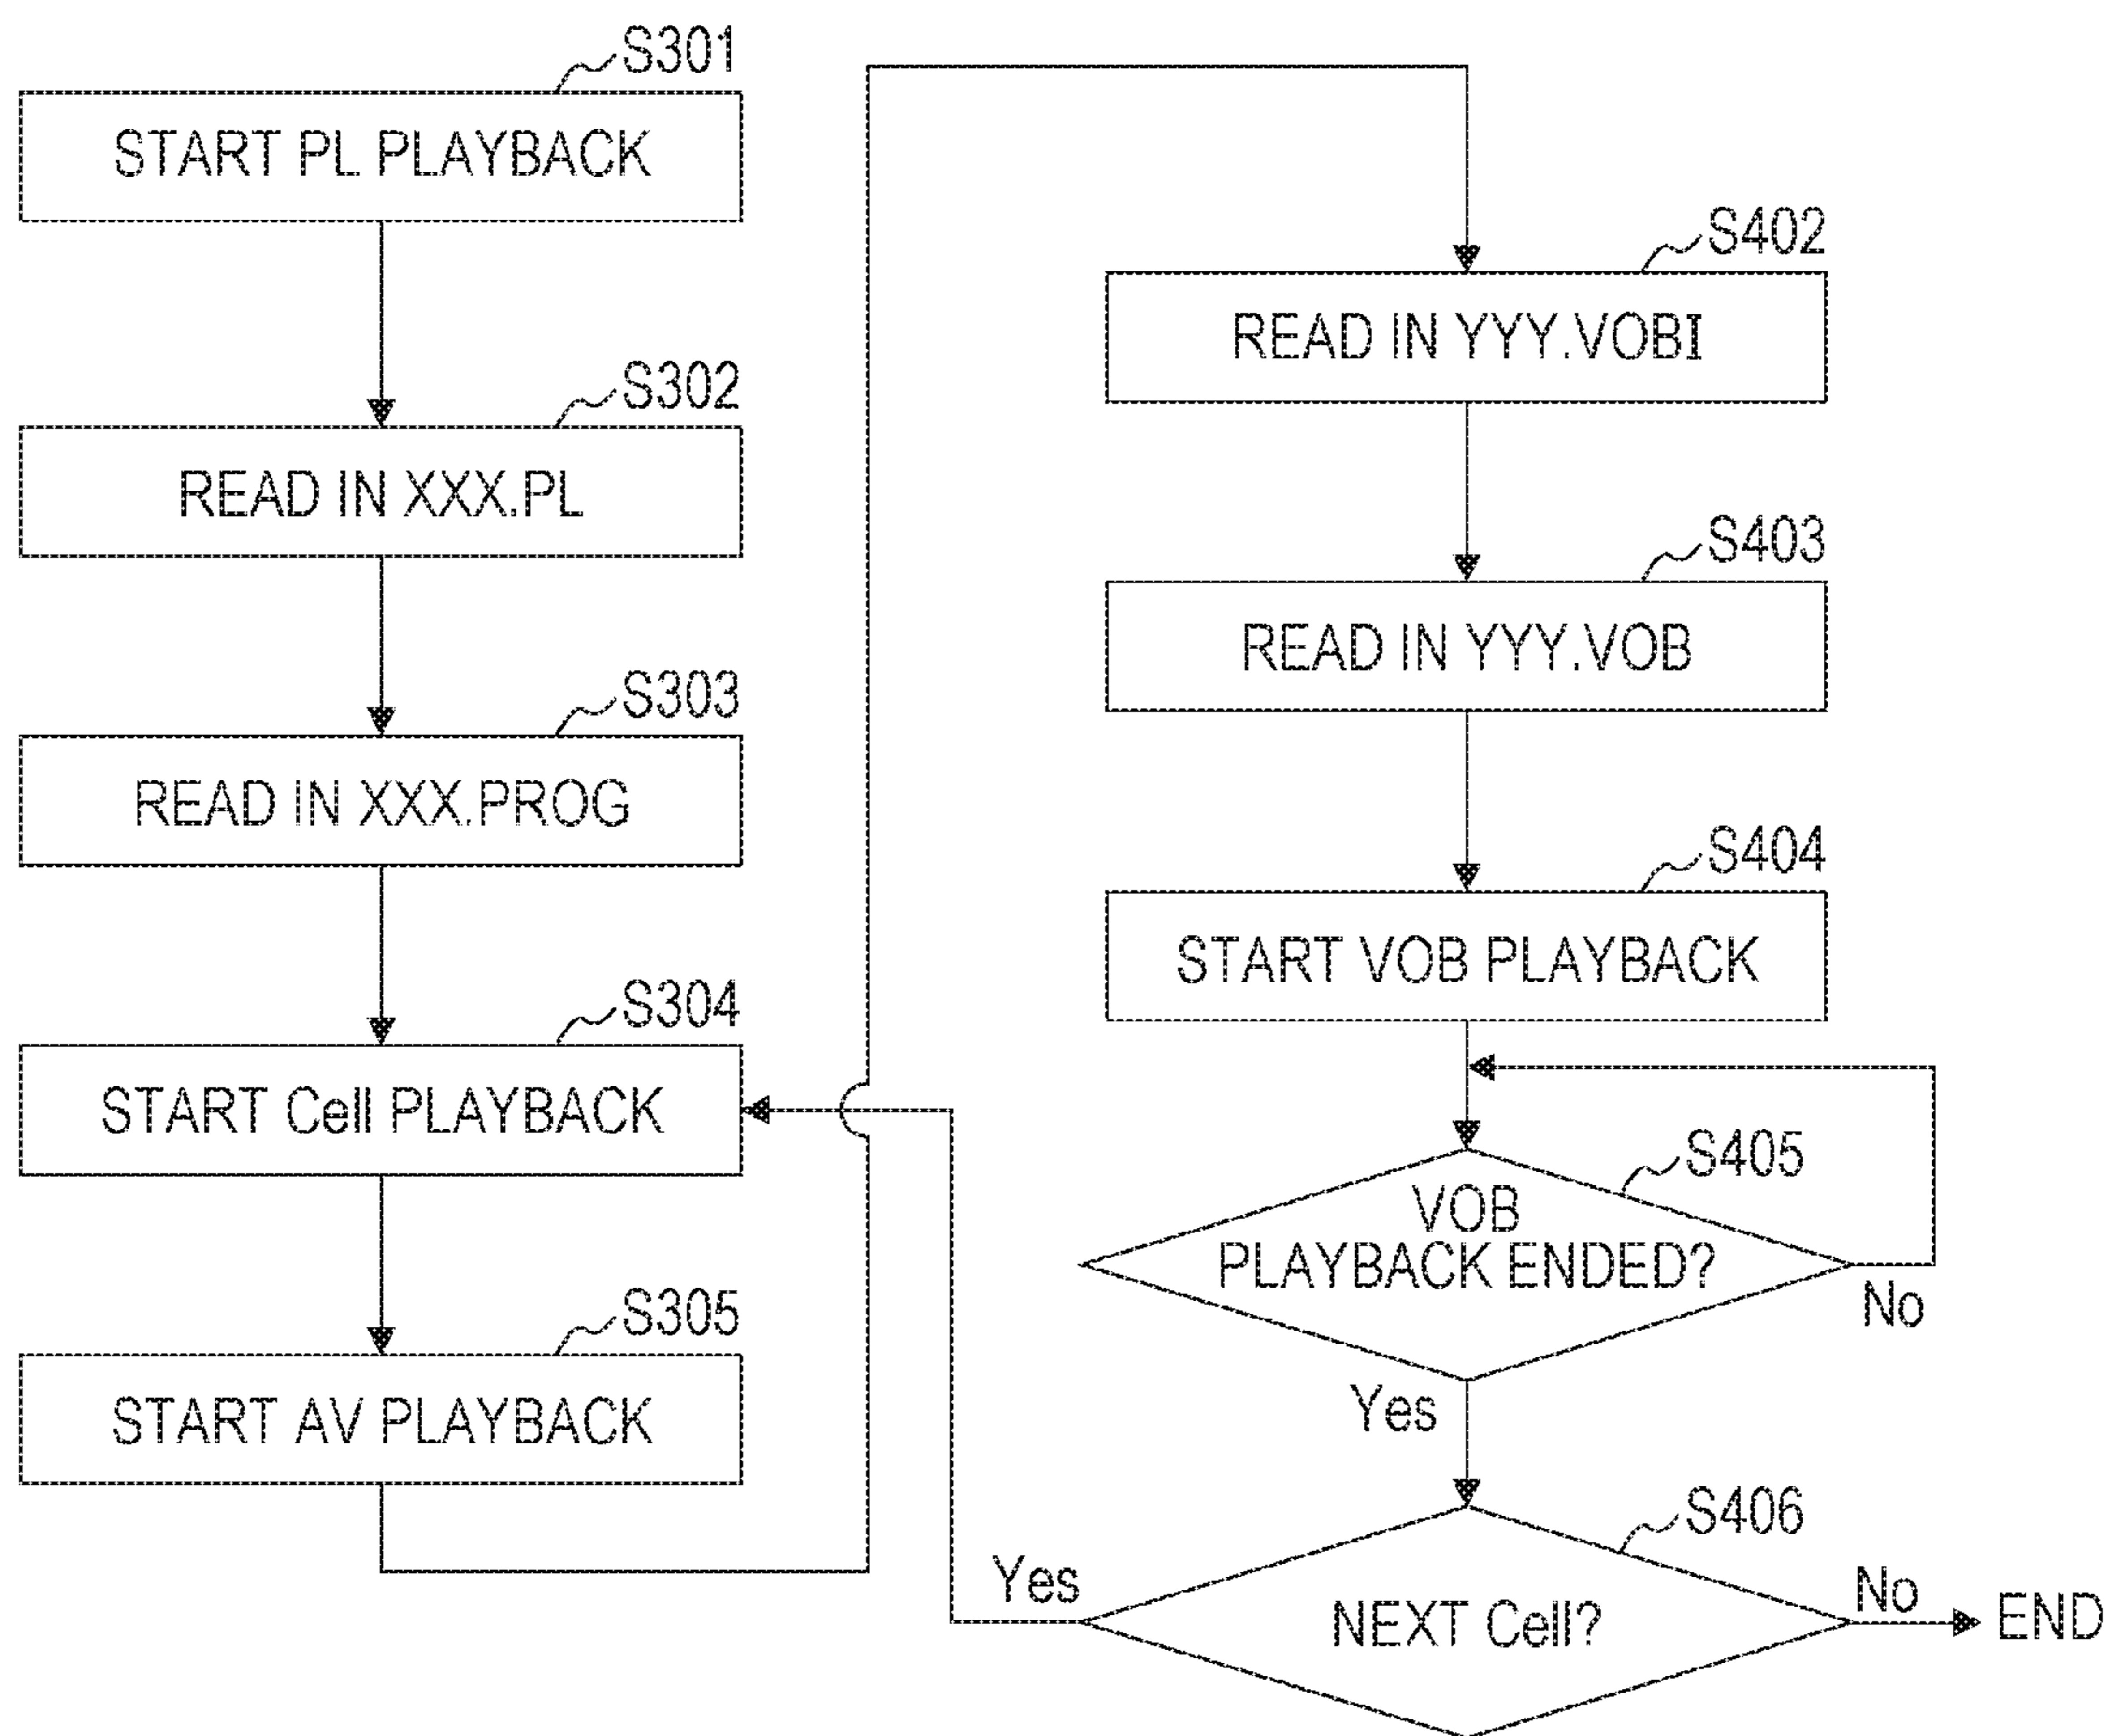 S301
START PL PLAYBACK
S302
READ IN XXX.PL
S303
READ IN XXX.PROG
S304
START Cell PLAYBACK
S305
START AV PLAYBACK
S402
READ IN YYY.VOBI
S403
READ IN YYY.VOB
S404
START VOB PLAYBACK
S405
VOB
PLAYBACK ENDED?
No
Yes
S406
NEXT Cell?
Yes
No
END